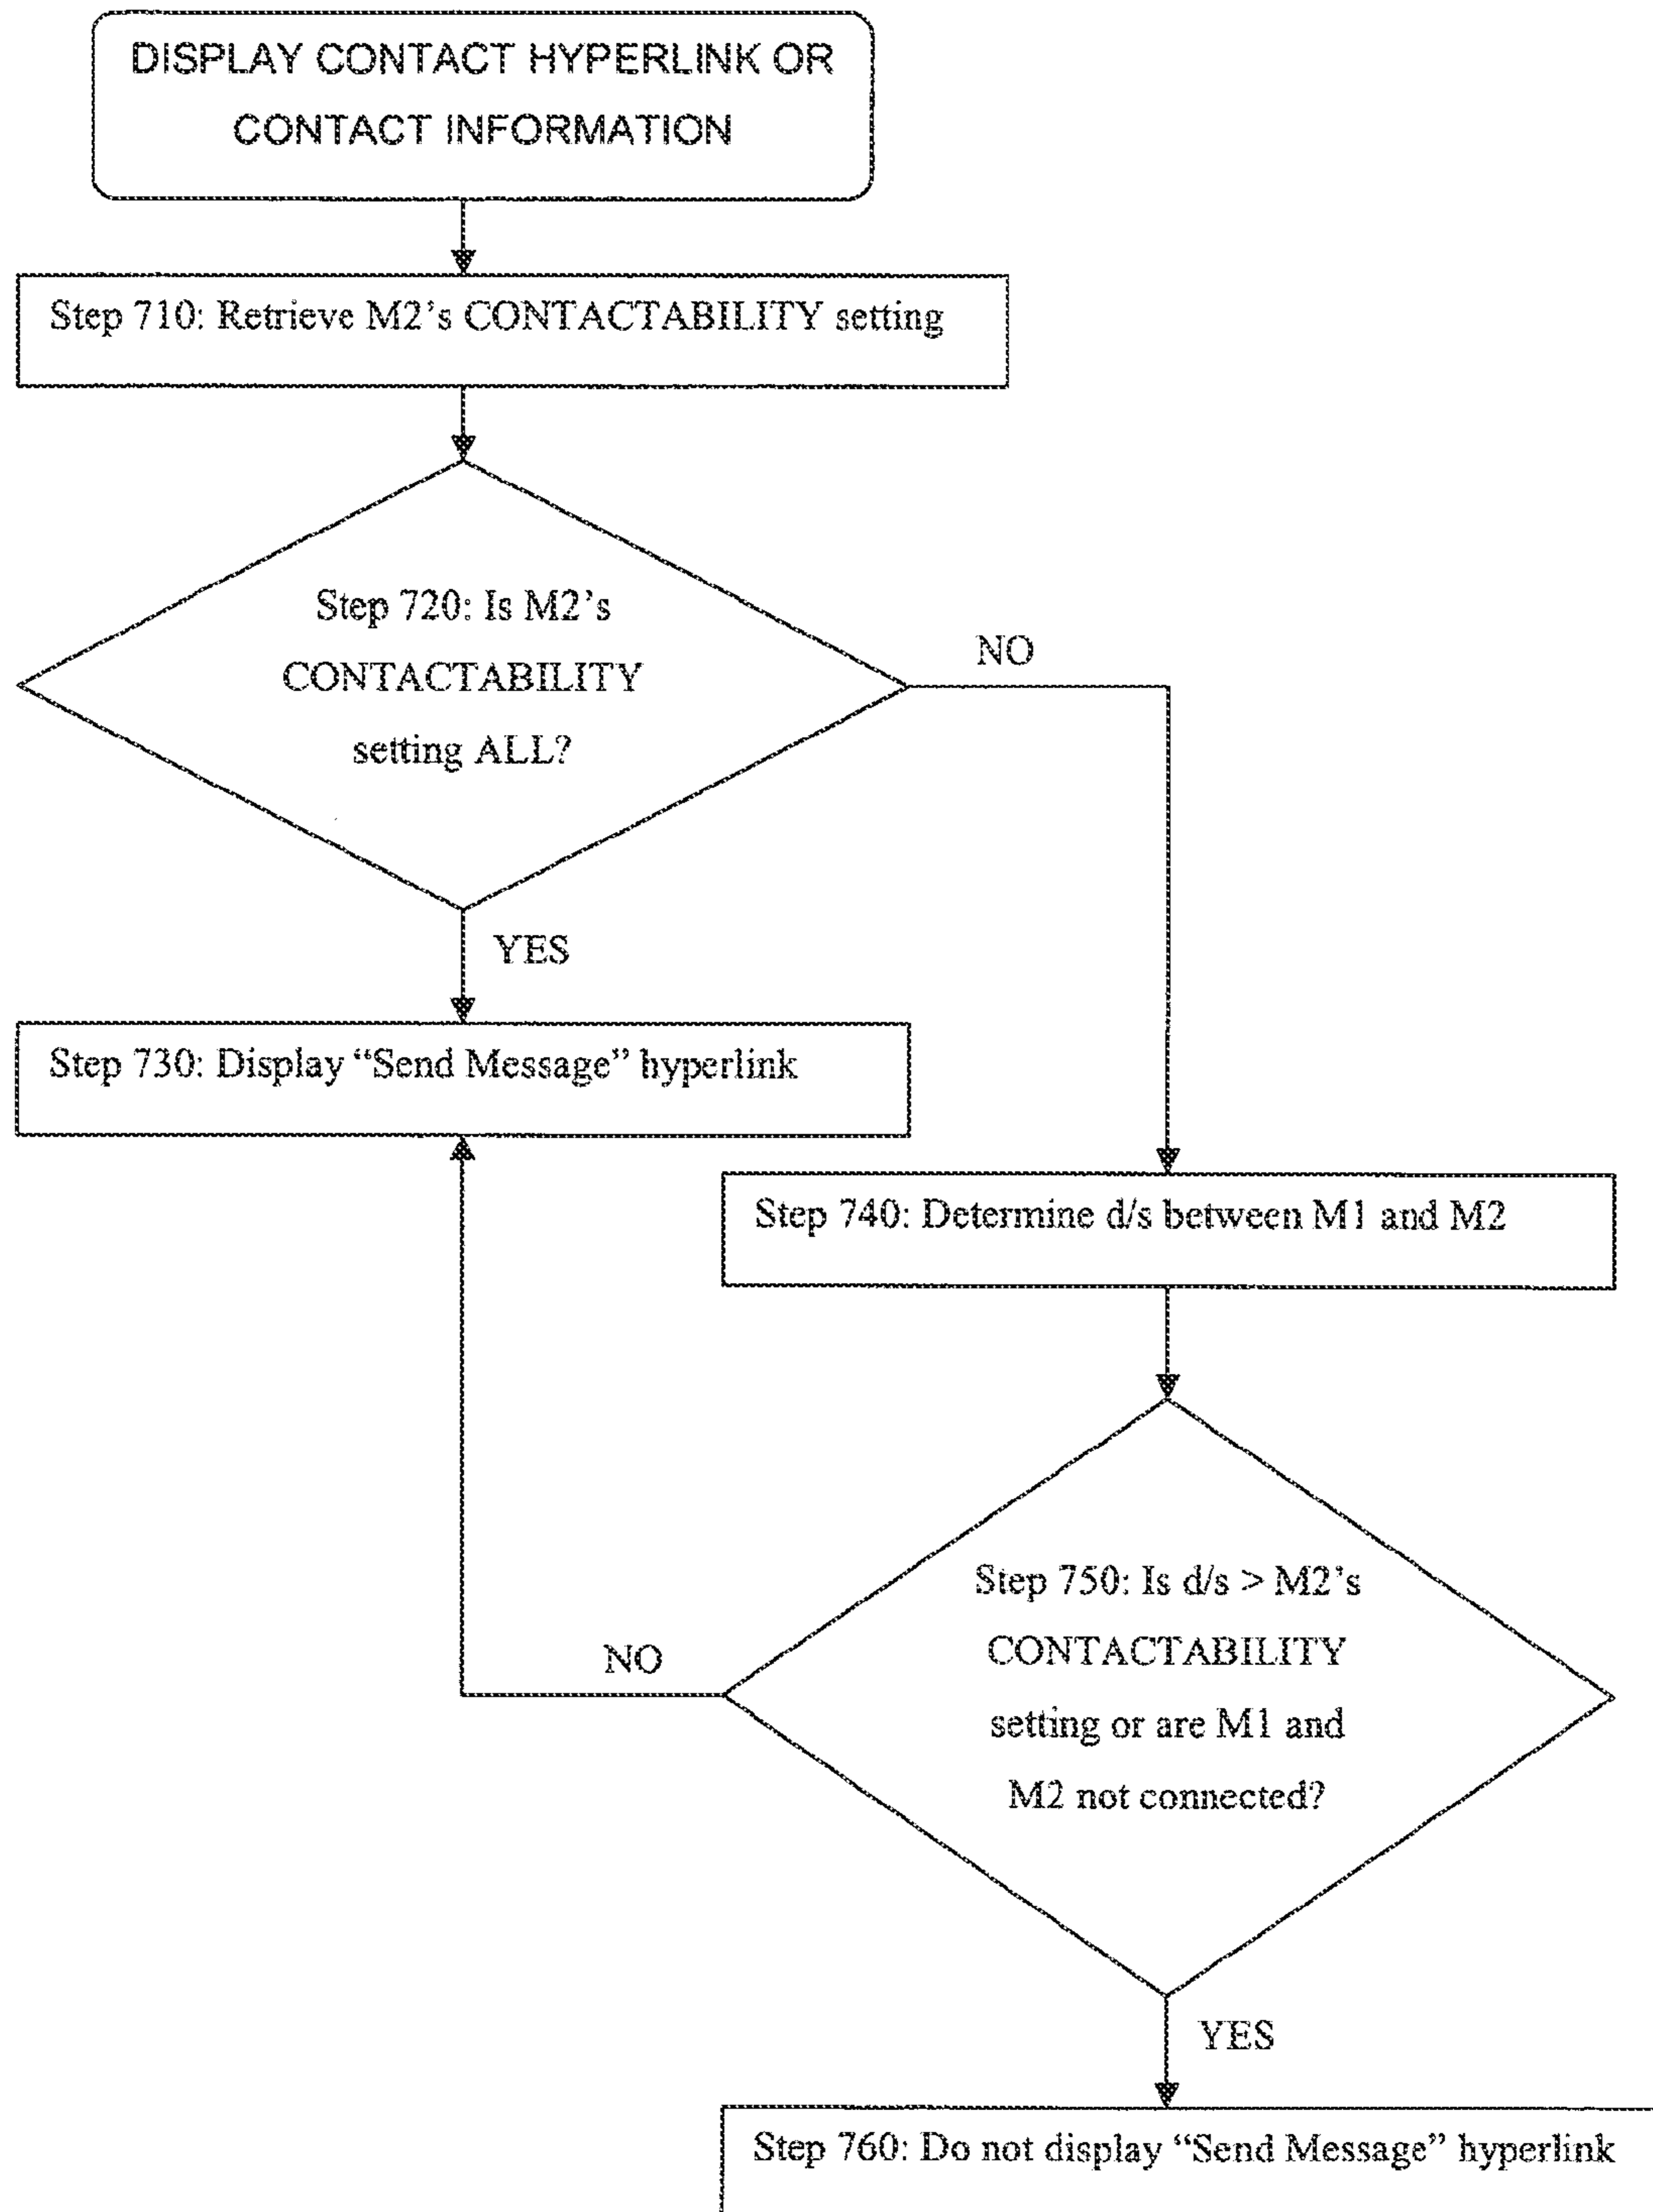 DISPLAY CONTACT HYPERLINK OR
CONTACT INFORMATION
Step 710: Retrieve M2’s CONTACTABILITY setting
Step 720: Is M2’s
CONTACTABILITY
setting ALL?
NO
YES
Step 730: Display “Send Message” hyperlink
Step 740: Determine d/s between M1 and M2
Step 750: Is d/s > M2’s
CONTACTABILITY
setting or are M1 and
M2 not connected?
NO
YES
Step 760: Do not display “Send Message” hyperlink